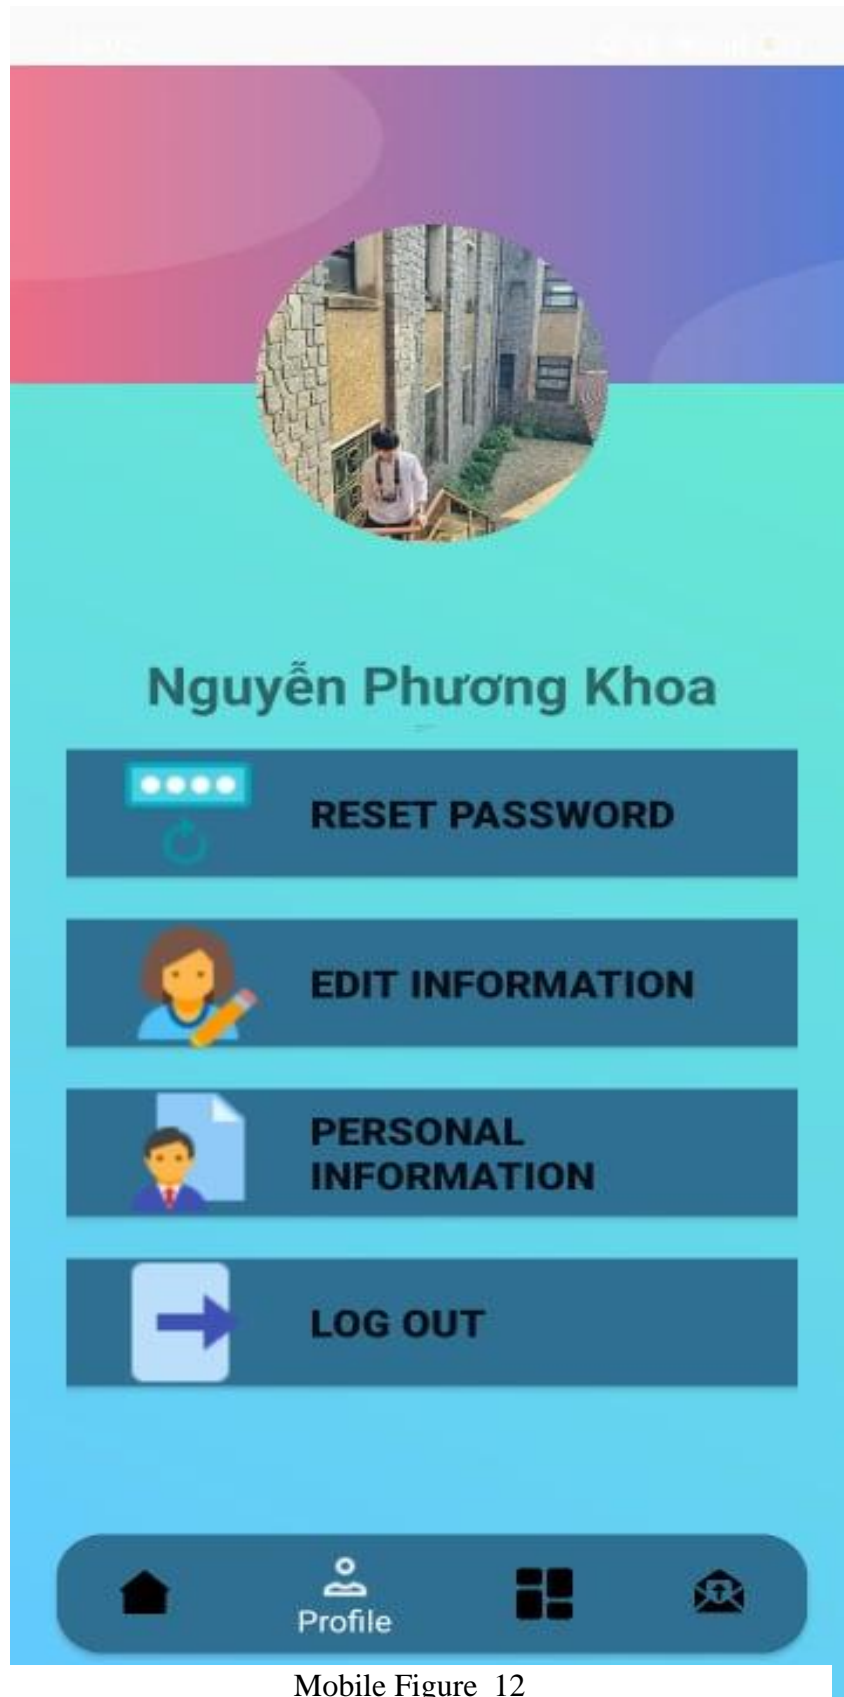 Nguyễn Phương Khoa
RESET PASSWORD
EDIT INFORMATION
PERSONAL
INFORMATION
LOG OUT
Profile
Mobile Figure 12